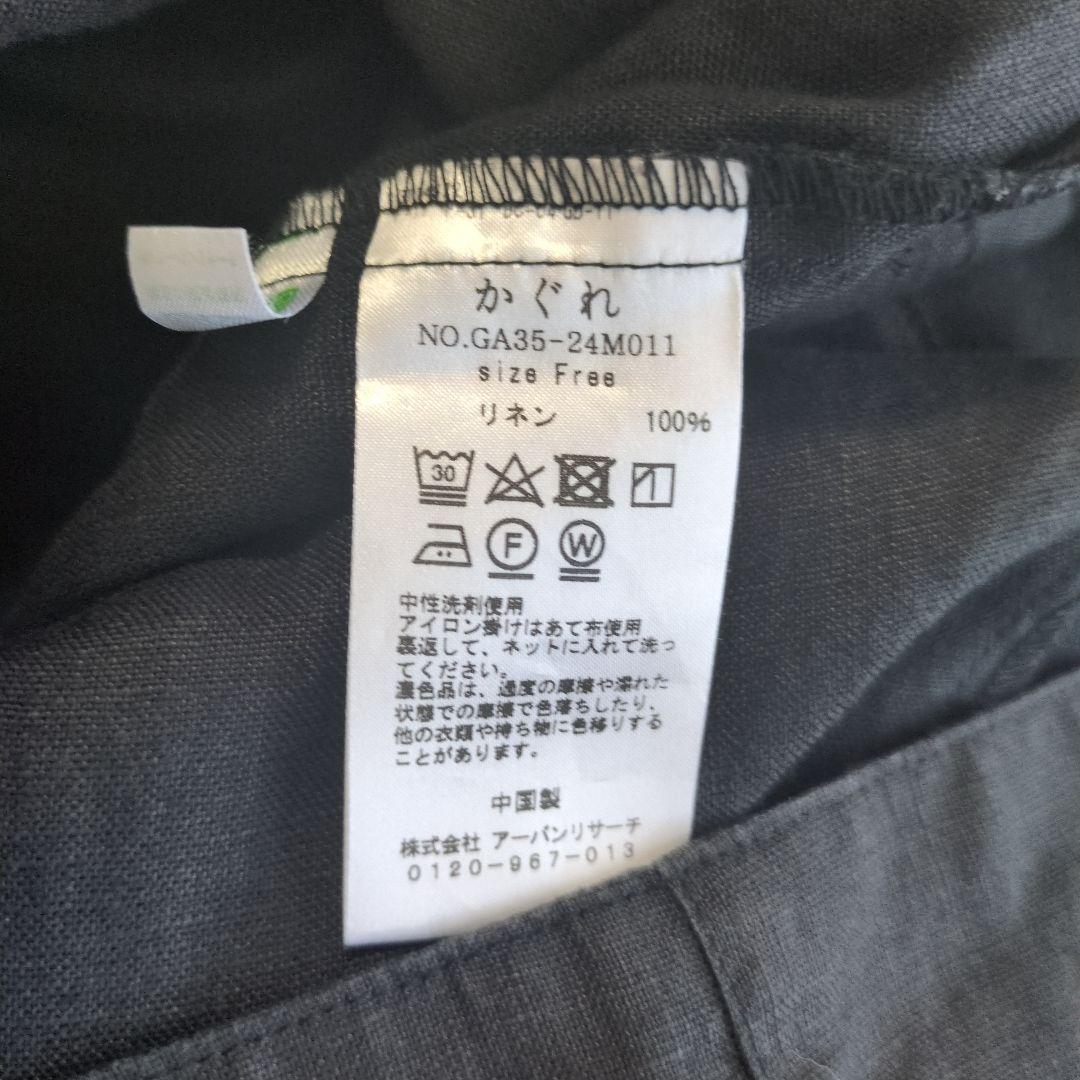 かぐれ
NO.GA35-24M011
size Free
リネン 100%
30
F W
中性洗剤使用
アイロン掛けはあて布使用
裏返して、ネットに入れて洗っ
てください。
濃色品は、過度の摩擦や濡れた
状態での摩擦で色落ちしたり、
他の衣類や持ち物に色移りする
ことがあります。
中国製
株式会社 アーバンリサーチ
0120-967-013